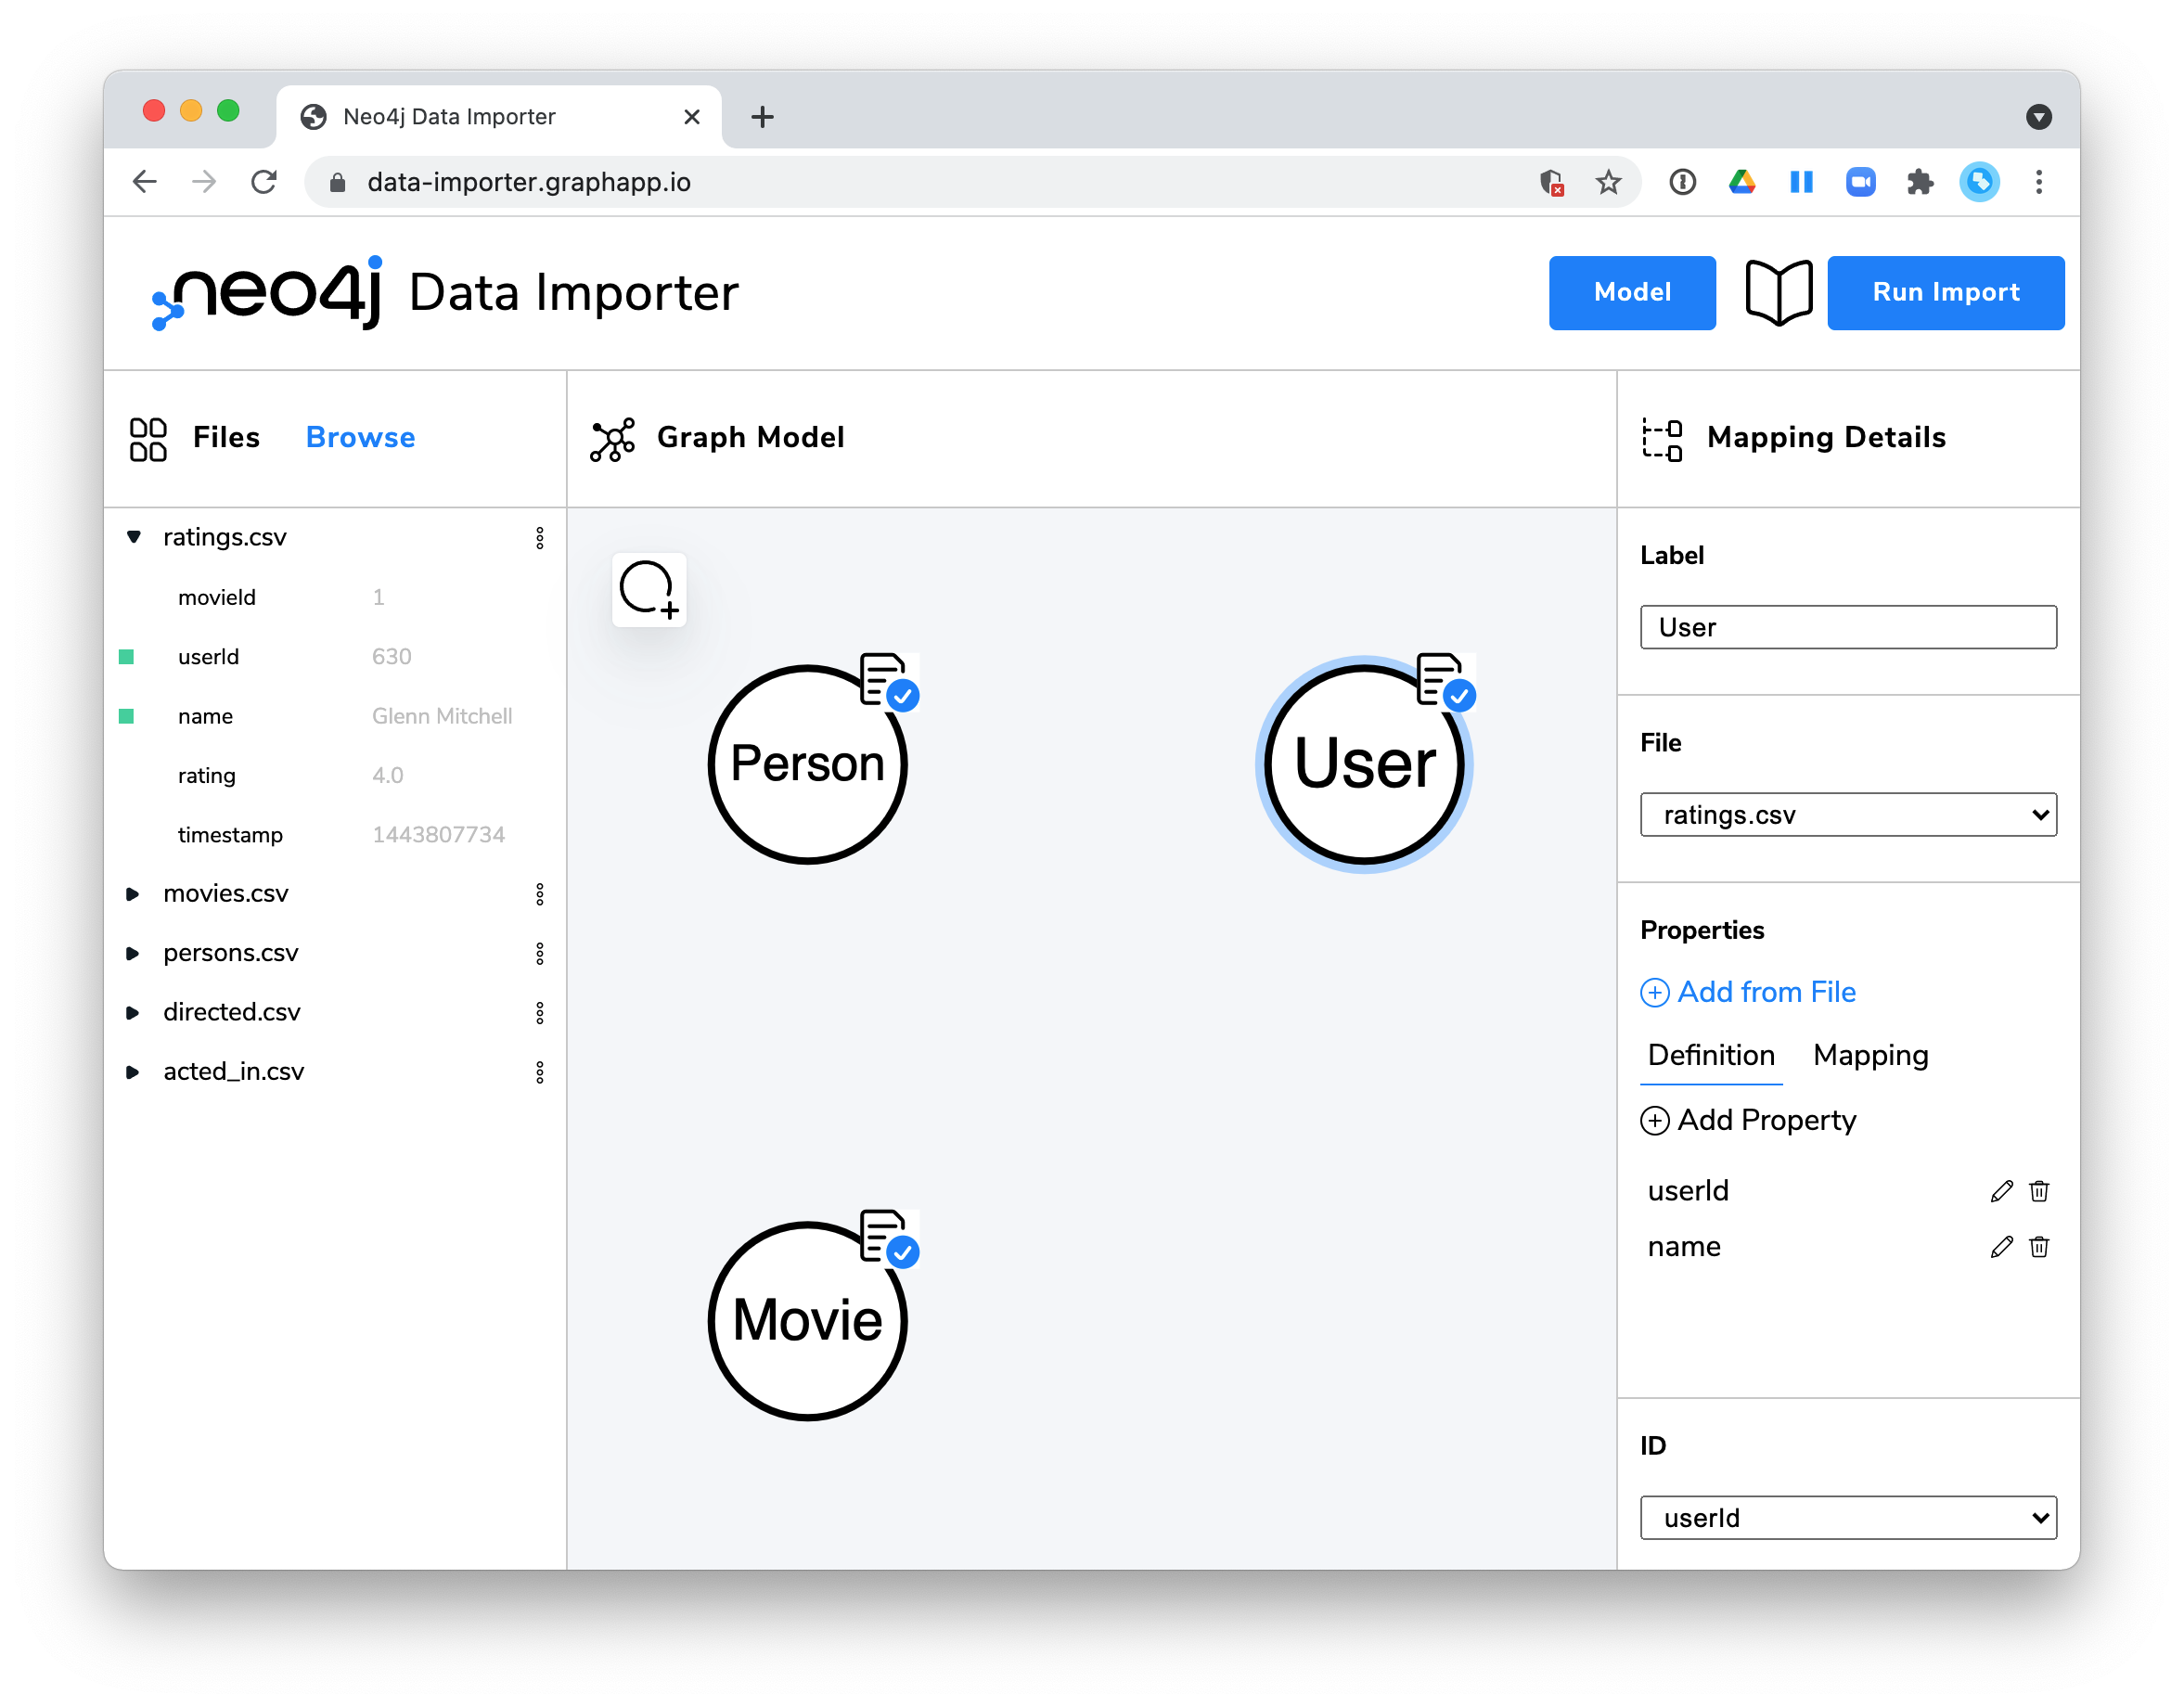 Neo4j Data Importer
data-importer.graphapp.io
neo4j Data Importer
Model
Run Import
Files Browse
Graph Model
Mapping Details
ratings.csv
movieId 1
userId 630
name Glenn Mitchell
rating 4.0
timestamp 1443807734
movies.csv
persons.csv
directed.csv
acted_in.csv
Person
User
Movie
Label
User
File
ratings.csv
Properties
Add from File
Definition Mapping
Add Property
userId
name
ID
userId